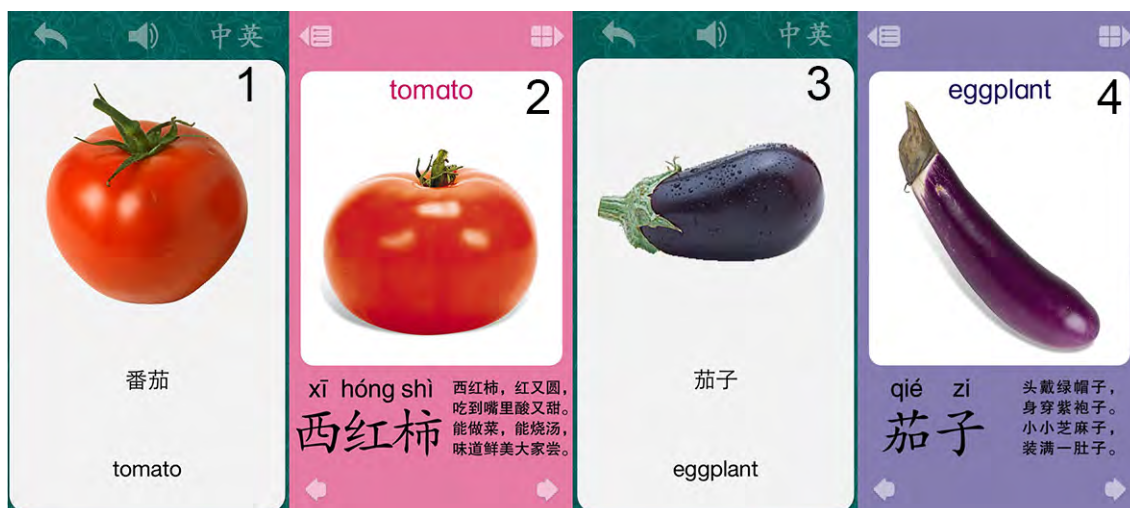 中英
1
番茄
tomato
tomato
2
xī hóng shì
西红柿
西红柿，红又圆，
吃到嘴里酸又甜。
能做菜，能烧汤，
味道鲜美大家尝。
中英
3
茄子
eggplant
eggplant
4
qié zi
茄子
头戴绿帽子，
身穿紫袍子。
小小芝麻子，
装满一肚子。